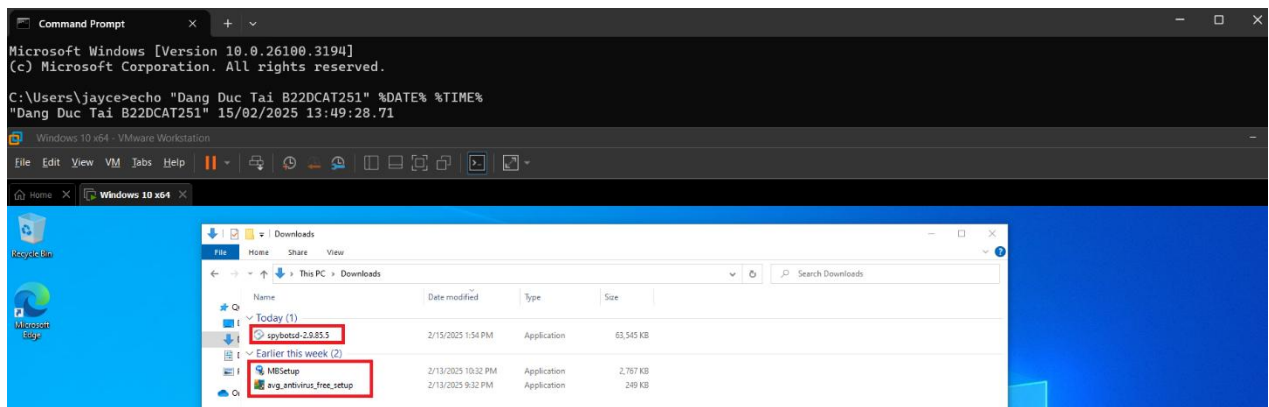 Command Prompt
Microsoft Windows [Version 10.0.26100.3194]
(c) Microsoft Corporation. All rights reserved.
C:\Users\jayce>echo "Dang Duc Tai B22DCAT251" %DATE% %TIME%
"Dang Duc Tai B22DCAT251" 15/02/2025 13:49:28.71
Windows 10 x64 - VMware Workstation
File Edit View VM Tabs Help
Home Windows 10 x64
Recycle Bin
Microsoft Edge
Downloads
File Home Share View
This PC Downloads
Search Downloads
Name Date modified Type Size
Today (1)
spybotsd-2.9.85.5 2/15/2025 1:54 PM Application 63,545 KB
Earlier this week (2)
MBSetup 2/13/2025 10:32 PM Application 2,767 KB
avg_antivirus_free_setup 2/13/2025 9:32 PM Application 249 KB